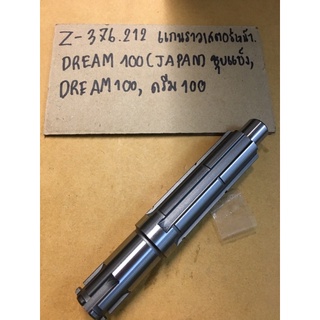 Z-376.212 แกนราวเสตอร์หน้า.
DREAM 100 (JAPAN) ชุบแข็ง,
DREAM 100, ดรีม 100